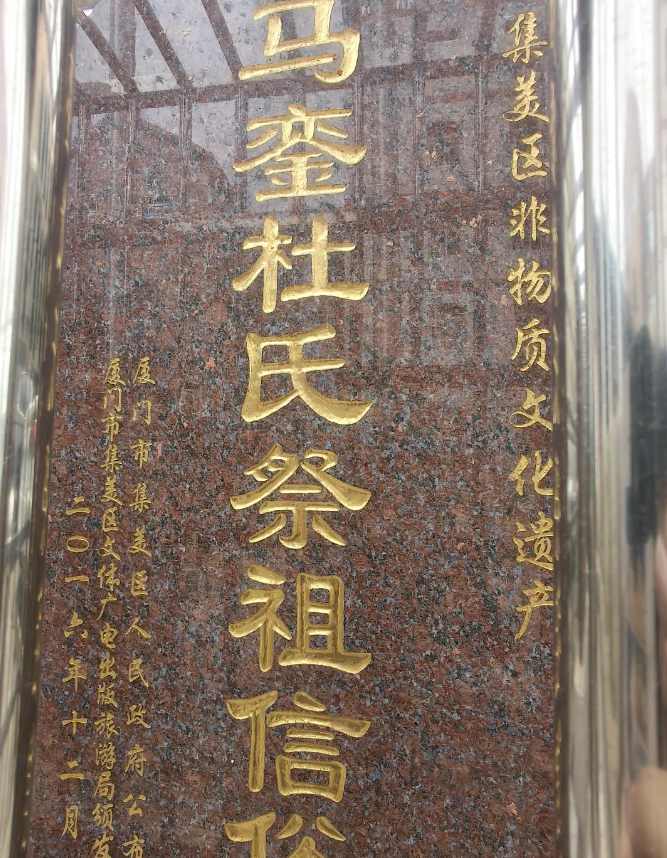 集美区非物质文化遗产
马銮杜氏祭祖信俗
厦门市集美区人民政府公布
厦门市集美区文体广电出版旅游局颁发
二〇一六年十二月